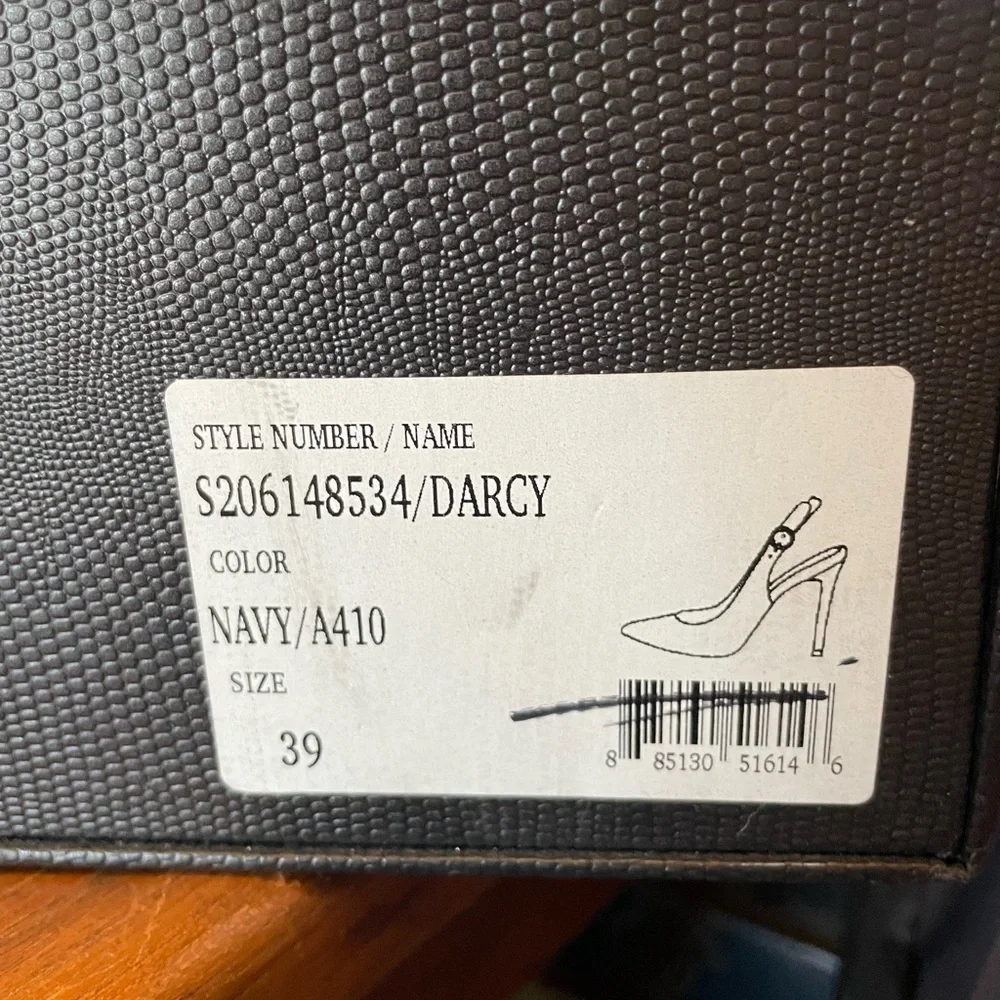 STYLE NUMBER / NAME
S206148534/DARCY
COLOR
NAVY/A410
SIZE
39
8 85130 51614 6